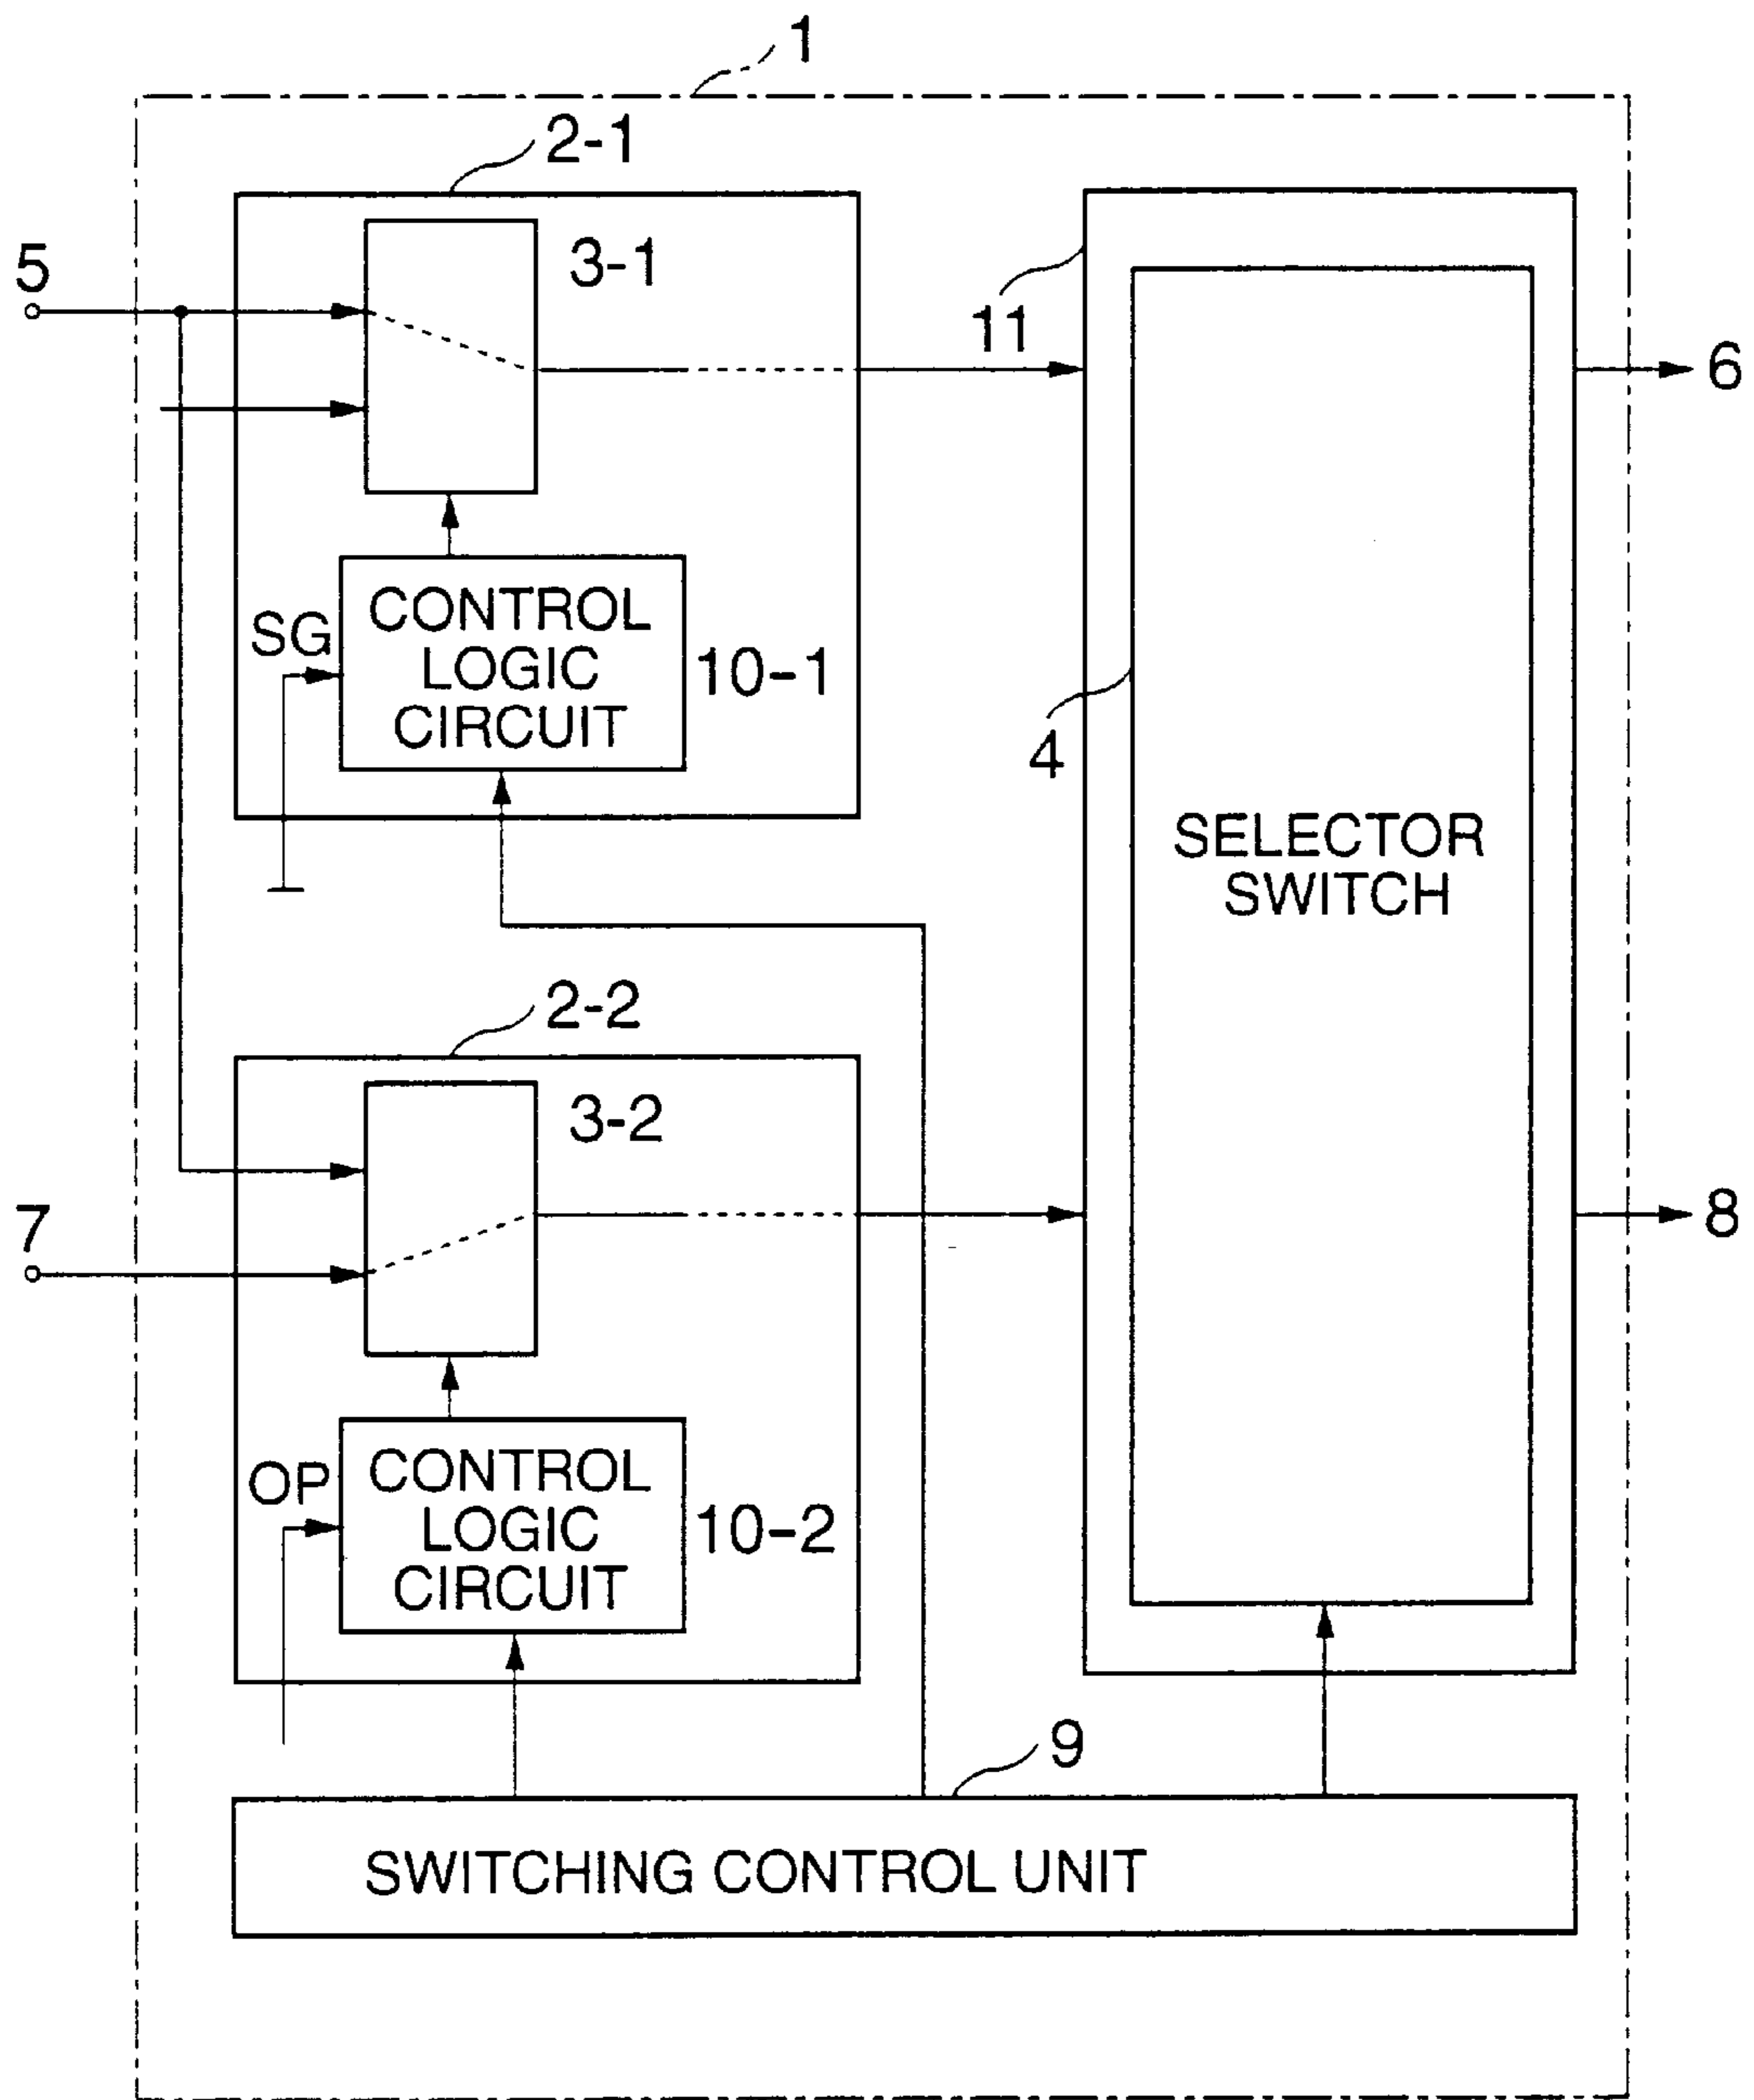 1
2-1
5
3-1
11
6
SG
CONTROL
LOGIC
CIRCUIT
10-1
4
SELECTOR
SWITCH
2-2
3-2
7
8
OP
CONTROL
LOGIC
CIRCUIT
10-2
9
SWITCHING CONTROL UNIT